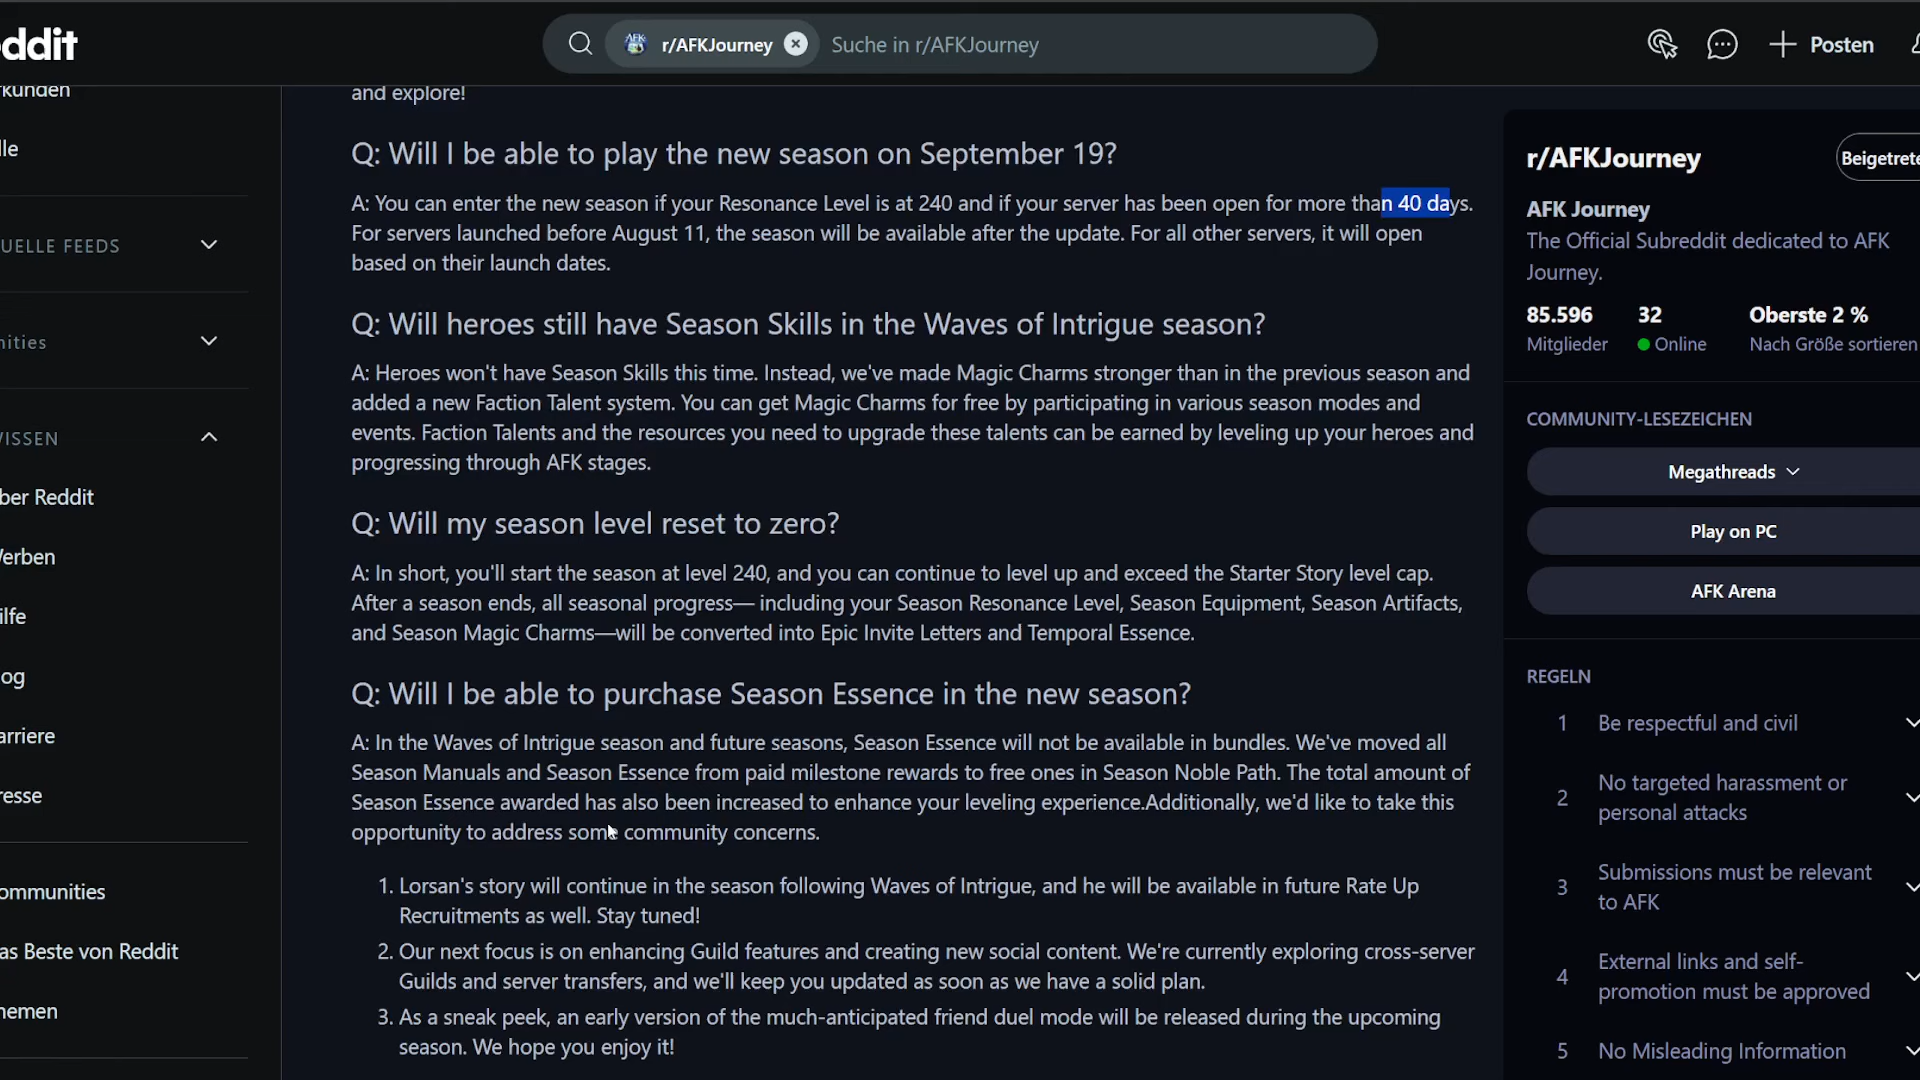 ddit
r/AFKJourney
Suche in r/AFKJourney
Posten
rkunden
lle
UELLE FEEDS
nities
VISSEN
ber Reddit
Verben
ilfe
og
arriere
resse
ommunities
as Beste von Reddit
hemen
and explore!
Q: Will I be able to play the new season on September 19?
A: You can enter the new season if your Resonance Level is at 240 and if your server has been open for more than 40 days.
For servers launched before August 11, the season will be available after the update. For all other servers, it will open
based on their launch dates.
Q: Will heroes still have Season Skills in the Waves of Intrigue season?
A: Heroes won't have Season Skills this time. Instead, we've made Magic Charms stronger than in the previous season and
added a new Faction Talent system. You can get Magic Charms for free by participating in various season modes and
events. Faction Talents and the resources you need to upgrade these talents can be earned by leveling up your heroes and
progressing through AFK stages.
Q: Will my season level reset to zero?
A: In short, you'll start the season at level 240, and you can continue to level up and exceed the Starter Story level cap.
After a season ends, all seasonal progress— including your Season Resonance Level, Season Equipment, Season Artifacts,
and Season Magic Charms—will be converted into Epic Invite Letters and Temporal Essence.
Q: Will I be able to purchase Season Essence in the new season?
A: In the Waves of Intrigue season and future seasons, Season Essence will not be available in bundles. We've moved all
Season Manuals and Season Essence from paid milestone rewards to free ones in Season Noble Path. The total amount of
Season Essence awarded has also been increased to enhance your leveling experience.Additionally, we'd like to take this
opportunity to address some community concerns.
1. Lorsan's story will continue in the season following Waves of Intrigue, and he will be available in future Rate Up
Recruitments as well. Stay tuned!
2. Our next focus is on enhancing Guild features and creating new social content. We're currently exploring cross-server
Guilds and server transfers, and we'll keep you updated as soon as we have a solid plan.
3. As a sneak peek, an early version of the much-anticipated friend duel mode will be released during the upcoming
season. We hope you enjoy it!
r/AFKJourney
Beigetrete
AFK Journey
The Official Subreddit dedicated to AFK
Journey.
85.596 32 Oberste 2 %
Mitglieder Online Nach Größe sortieren
COMMUNITY-LESEZEICHEN
Megathreads
Play on PC
AFK Arena
REGELN
1 Be respectful and civil
2 No targeted harassment or
personal attacks
3 Submissions must be relevant
to AFK
4 External links and self-
promotion must be approved
5 No Misleading Information